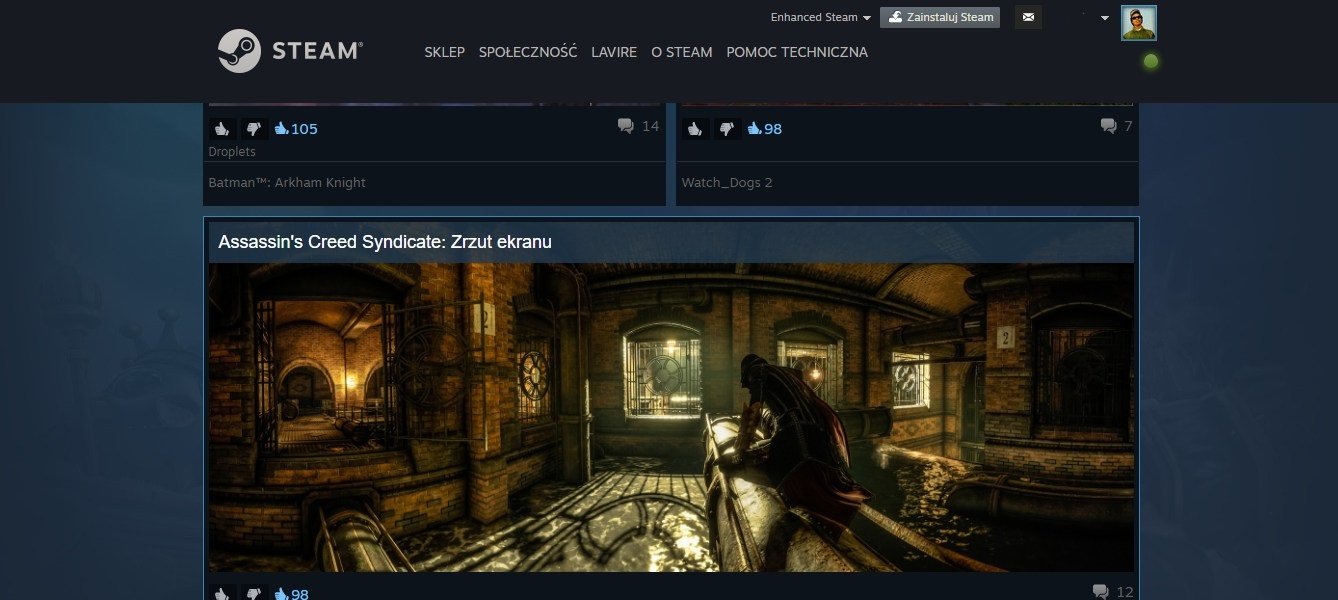 Enhanced Steam Zainstaluj Steam
STEAM®
SKLEP SPOŁECZNOŚĆ LAVIRE O STEAM POMOC TECHNICZNA
105 14
98 7
Droplets
Batman™: Arkham Knight
Watch_Dogs 2
Assassin's Creed Syndicate: Zrzut ekranu
2
2
98 12